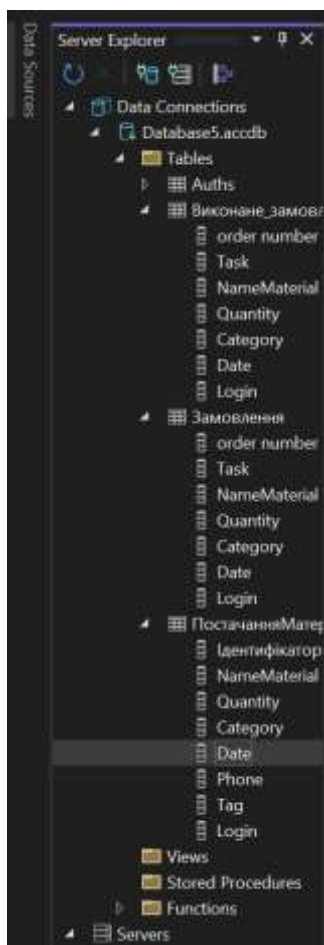 Data Sources
Server Explorer
Data Connections
Database5.accdb
Tables
Auths
Виконане_замовл
order number
Task
NameMaterial
Quantity
Category
Date
Login
Замовлення
order number
Task
NameMaterial
Quantity
Category
Date
Login
ПостачанняМатер
Ідентифікатор
NameMaterial
Quantity
Category
Date
Phone
Tag
Login
Views
Stored Procedures
Functions
Servers